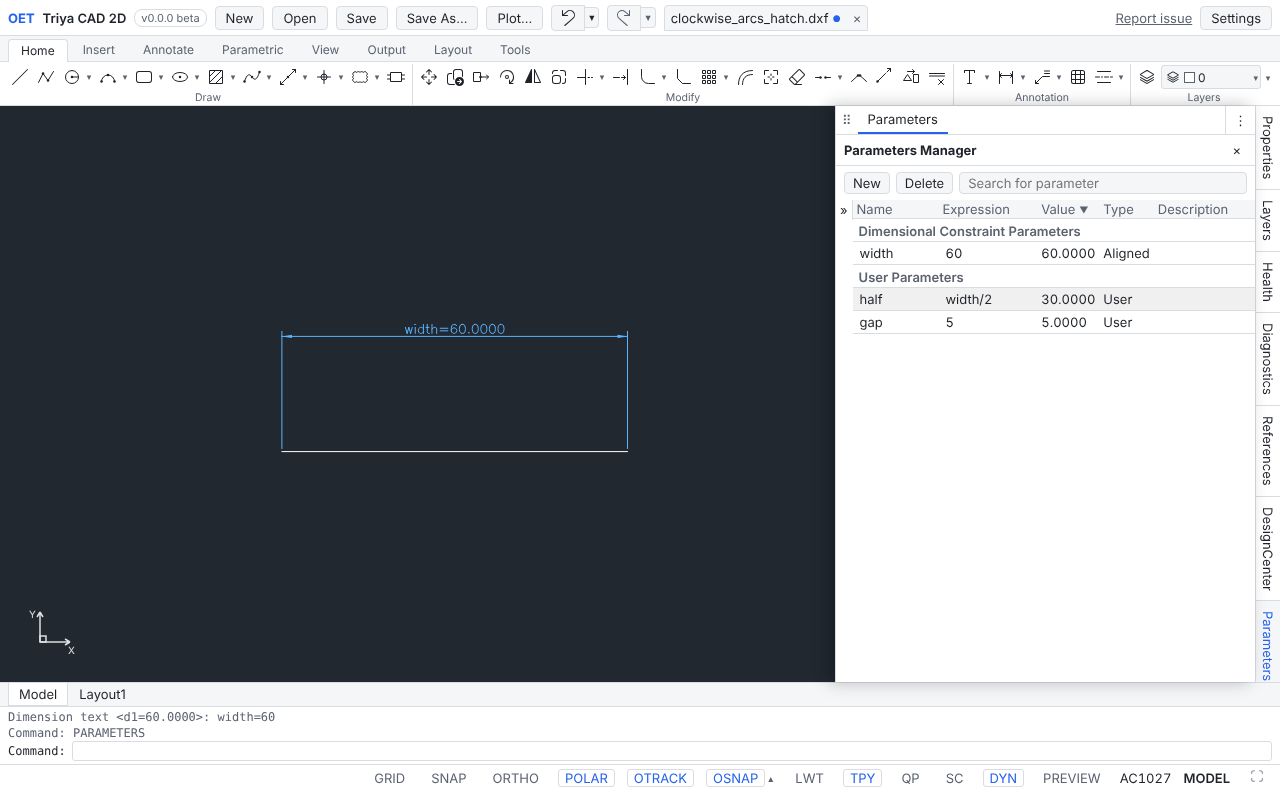 OET Triya CAD 2D v0.0.0 beta New Open Save Save As... Plot... clockwise_arcs_hatch.dxf × Report issue Settings
Home Insert Annotate Parametric View Output Layout Tools
0
Draw Modify Annotation Layers
Parameters
Parameters Manager ×
New Delete Search for parameter
» Name Expression Value ▼ Type Description
Dimensional Constraint Parameters
width 60 60.0000 Aligned
User Parameters
half width/2 30.0000 User
gap 5 5.0000 User
Properties
Layers
Health
Diagnostics
References
DesignCenter
Parameters
width=60.0000
Y
X
Model Layout1
Dimension text <d1=60.0000>: width=60
Command: PARAMETERS
Command:
GRID SNAP ORTHO POLAR OTRACK OSNAP LWT TPY QP SC DYN PREVIEW AC1027 MODEL